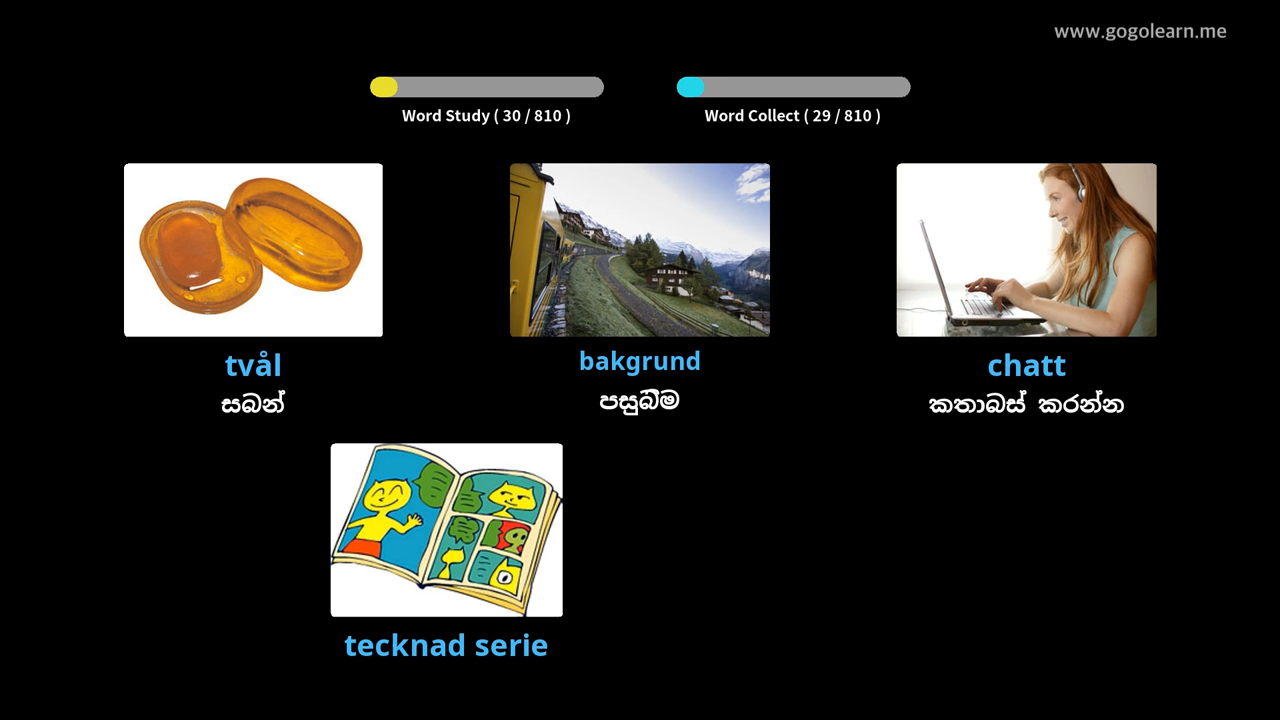 www.gogolearn.me
Word Study ( 30 / 810 )
Word Collect ( 29 / 810 )
tvål
සබන්
bakgrund
පසුබිම
chatt
කතාබස් කරන්න
tecknad serie